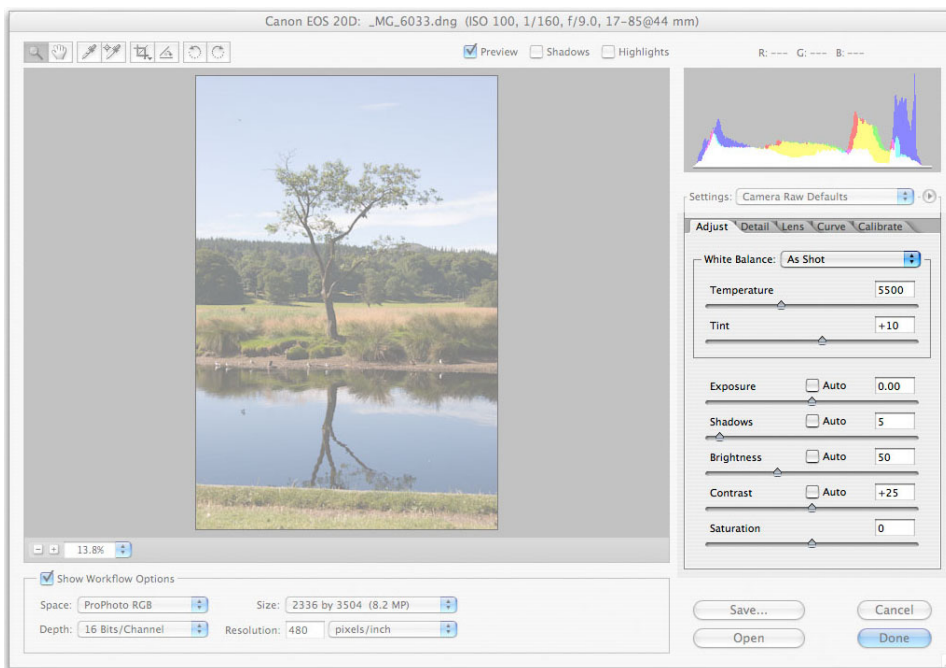 Canon EOS 20D:  _MG_6033.dng  (ISO 100, 1/160, f/9.0, 17-85@44 mm)
Preview Shadows Highlights R: --- G: --- B: ---
Settings: Camera Raw Defaults
Adjust Detail Lens Curve Calibrate
White Balance: As Shot
Temperature 5500
Tint +10
Exposure Auto 0.00
Shadows Auto 5
Brightness Auto 50
Contrast Auto +25
Saturation 0
13.8%
Show Workflow Options
Space: ProPhoto RGB Size: 2336 by 3504 (8.2 MP)
Depth: 16 Bits/Channel Resolution: 480 pixels/inch
Save... Cancel
Open Done